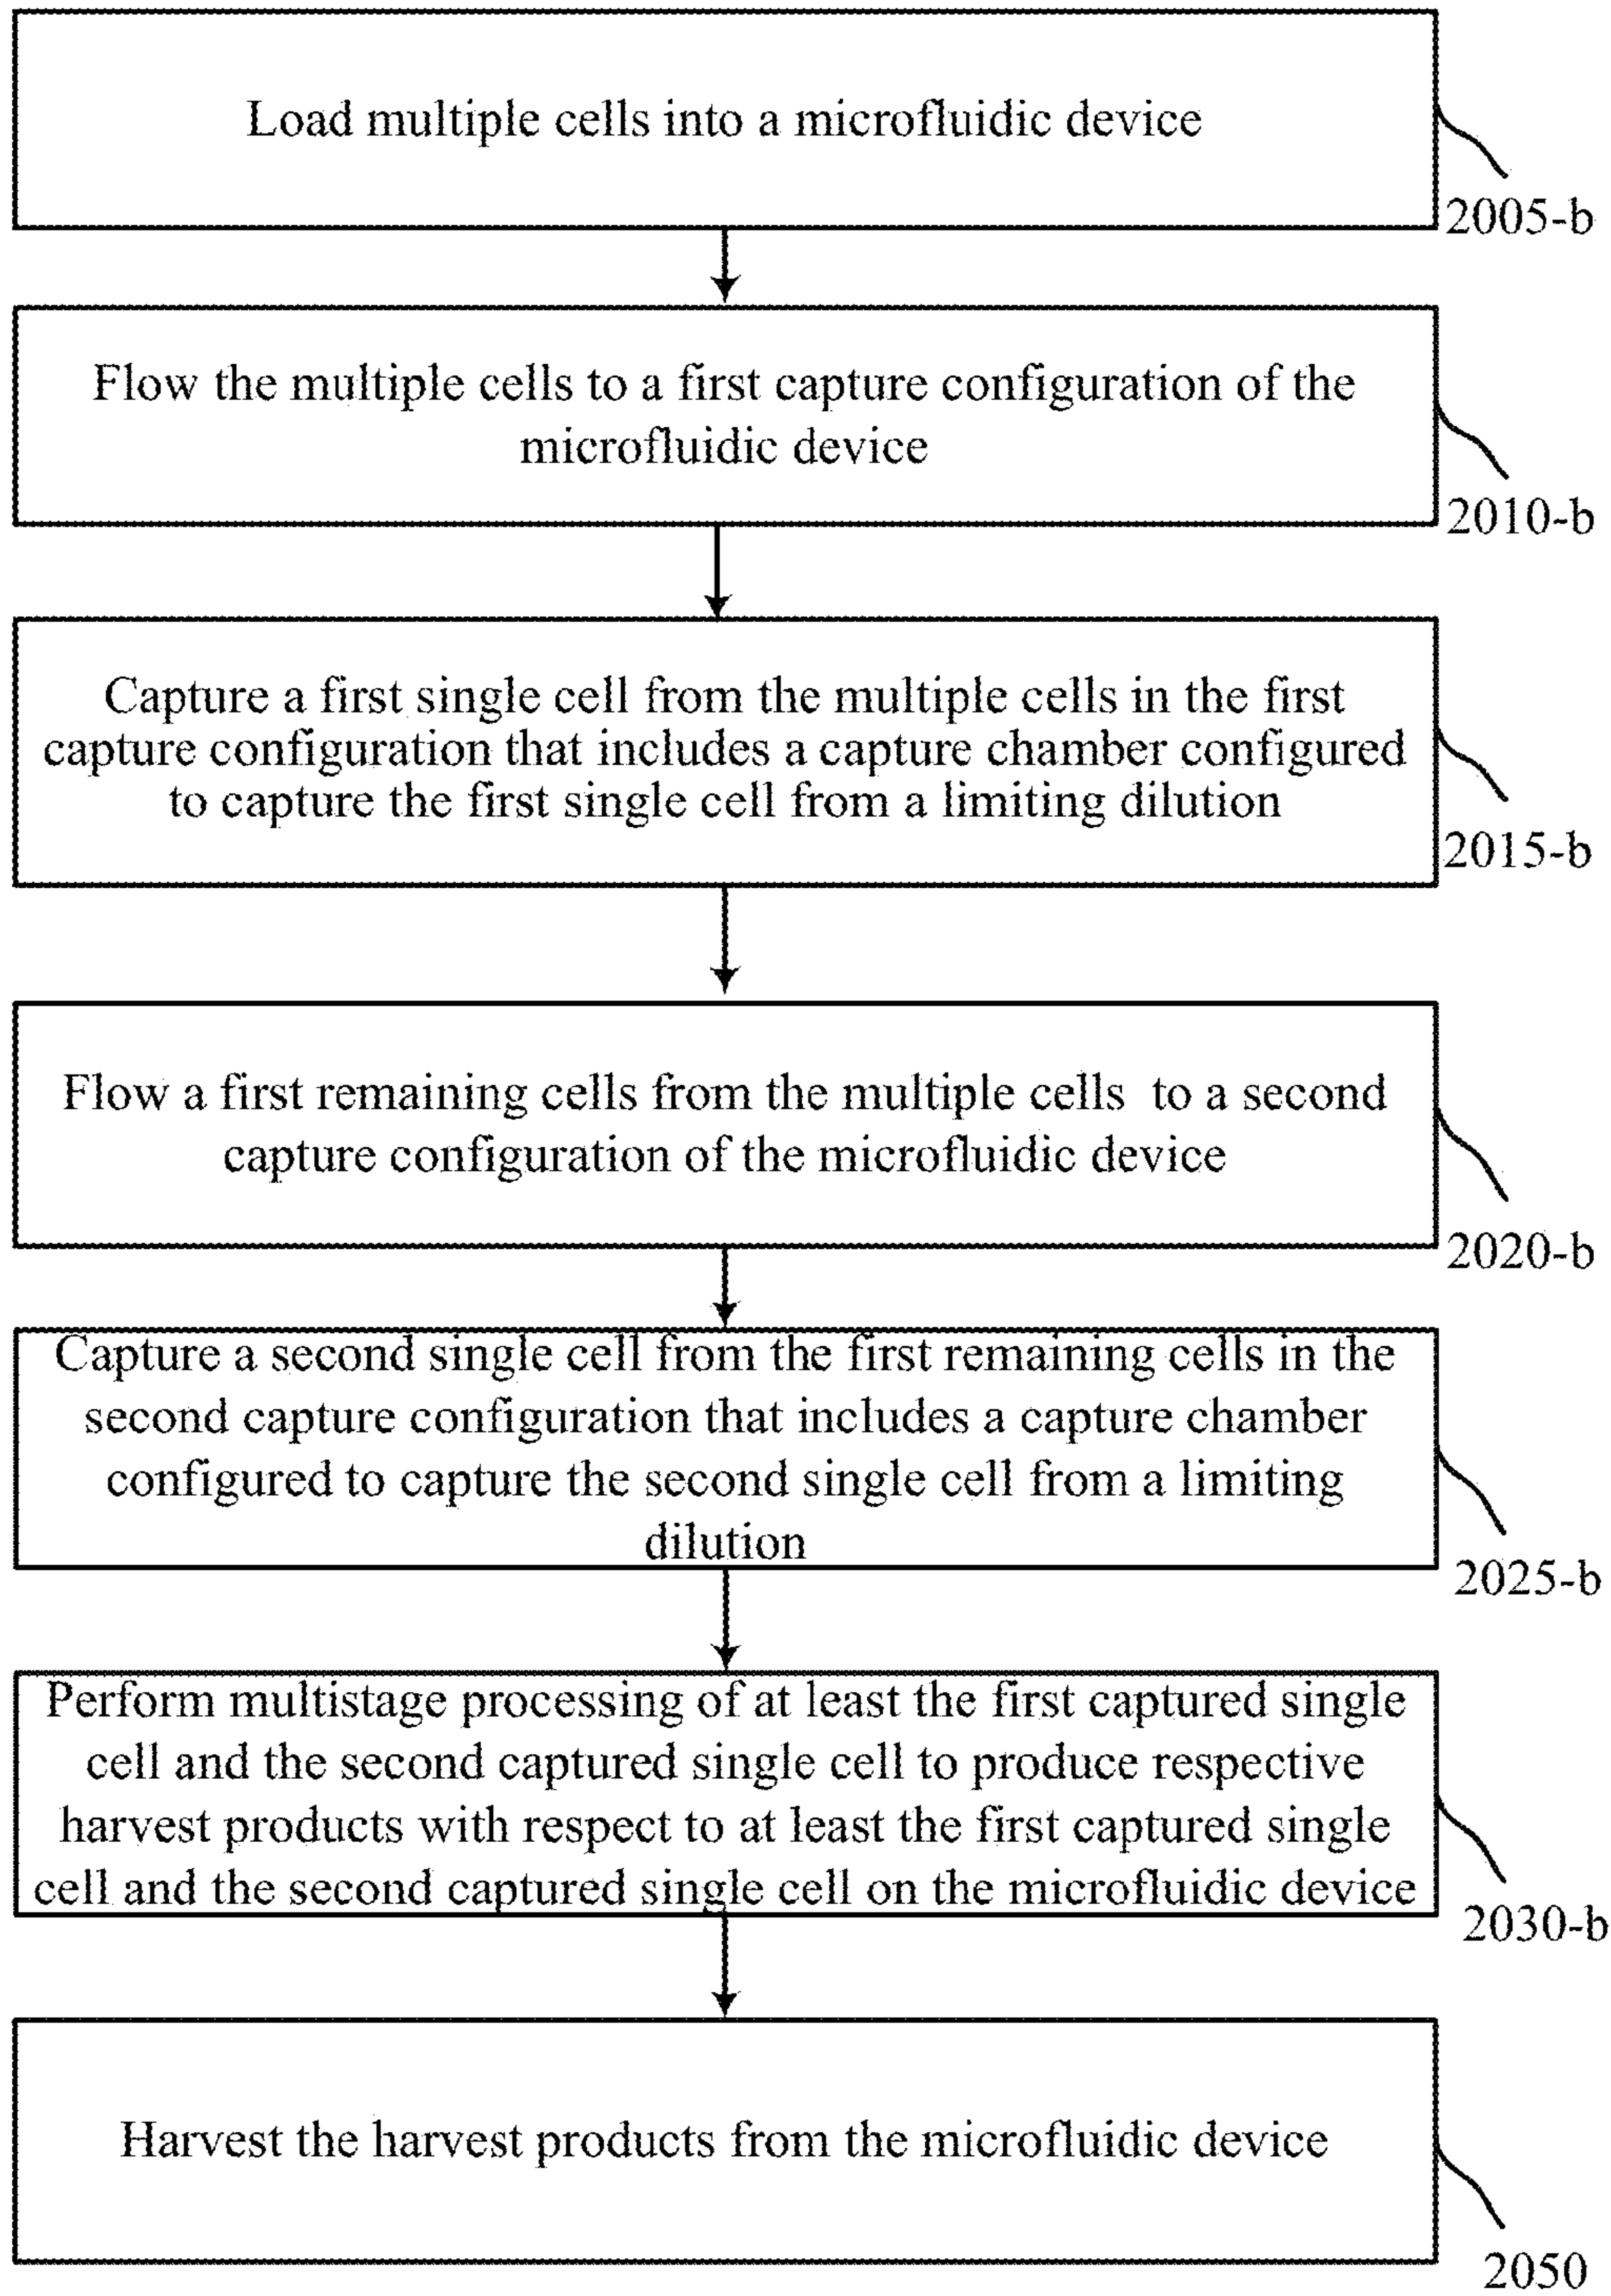 Load multiple cells into a microfluidic device
2005-b
Flow the multiple cells to a first capture configuration of the
microfluidic device
2010-b
Capture a first single cell from the multiple cells in the first
capture configuration that includes a capture chamber configured
to capture the first single cell from a limiting dilution
2015-b
Flow a first remaining cells from the multiple cells to a second
capture configuration of the microfluidic device
2020-b
Capture a second single cell from the first remaining cells in the
second capture configuration that includes a capture chamber
configured to capture the second single cell from a limiting
dilution
2025-b
Perform multistage processing of at least the first captured single
cell and the second captured single cell to produce respective
harvest products with respect to at least the first captured single
cell and the second captured single cell on the microfluidic device
2030-b
Harvest the harvest products from the microfluidic device
2050